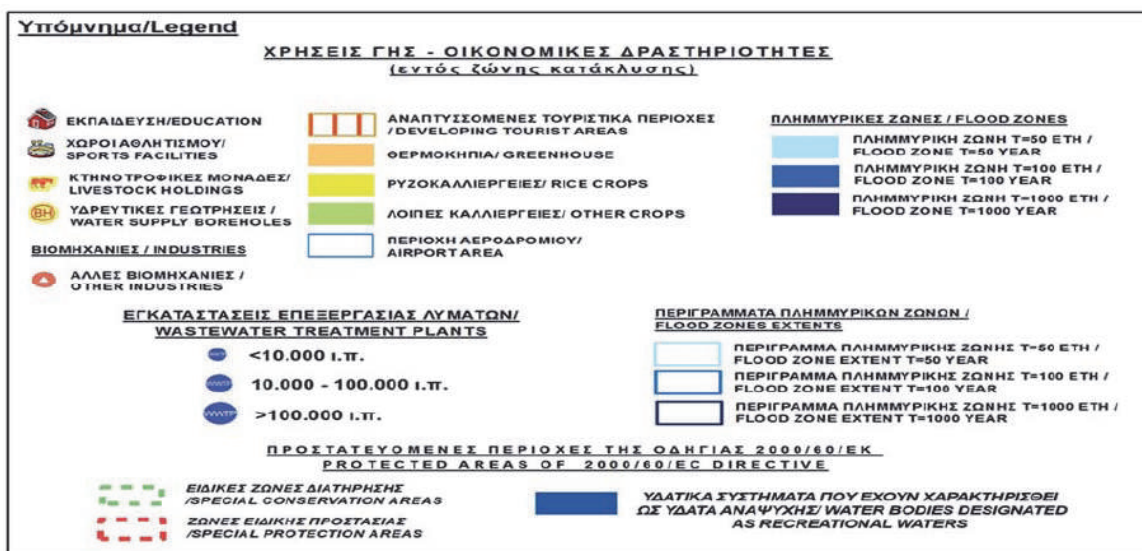 Υπόμνημα/Legend
ΧΡΗΣΕΙΣ ΓΗΣ - ΟΙΚΟΝΟΜΙΚΕΣ ΔΡΑΣΤΗΡΙΟΤΗΤΕΣ
(εντός ζώνης κατάκλυσης)
ΕΚΠΑΙΔΕΥΣΗ/EDUCATION
ΧΩΡΟΙ ΑΘΛΗΤΙΣΜΟΥ/
SPORTS FACILITIES
ΚΤΗΝΟΤΡΟΦΙΚΕΣ ΜΟΝΑΔΕΣ/
LIVESTOCK HOLDINGS
BH
ΥΔΡΕΥΤΙΚΕΣ ΓΕΩΤΡΗΣΕΙΣ /
WATER SUPPLY BOREHOLES
ΒΙΟΜΗΧΑΝΙΕΣ / INDUSTRIES
ΑΛΛΕΣ ΒΙΟΜΗΧΑΝΙΕΣ /
OTHER INDUSTRIES
ΑΝΑΠΤΥΣΣΟΜΕΝΕΣ ΤΟΥΡΙΣΤΙΚΑ ΠΕΡΙΟΧΕΣ
/ DEVELOPING TOURIST AREAS
ΘΕΡΜΟΚΗΠΙΑ/ GREENHOUSE
ΡΥΖΟΚΑΛΛΙΕΡΓΕΙΕΣ/ RICE CROPS
ΛΟΙΠΕΣ ΚΑΛΛΙΕΡΓΕΙΕΣ/ OTHER CROPS
ΠΕΡΙΟΧΗ ΑΕΡΟΔΡΟΜΙΟΥ/
AIRPORT AREA
ΠΛΗΜΜΥΡΙΚΕΣ ΖΩΝΕΣ / FLOOD ZONES
ΠΛΗΜΜΥΡΙΚΗ ΖΩΝΗ Τ=50 ΕΤΗ /
FLOOD ZONE T=50 YEAR
ΠΛΗΜΜΥΡΙΚΗ ΖΩΝΗ Τ=100 ΕΤΗ /
FLOOD ZONE T=100 YEAR
ΠΛΗΜΜΥΡΙΚΗ ΖΩΝΗ Τ=1000 ΕΤΗ /
FLOOD ZONE T=1000 YEAR
ΕΓΚΑΤΑΣΤΑΣΕΙΣ ΕΠΕΞΕΡΓΑΣΙΑΣ ΛΥΜΑΤΩΝ/
WASTEWATER TREATMENT PLANTS
<10.000 ι.π.
10.000 - 100.000 ι.π.
>100.000 ι.π.
ΠΕΡΙΓΡΑΜΜΑΤΑ ΠΛΗΜΜΥΡΙΚΩΝ ΖΩΝΩΝ /
FLOOD ZONES EXTENTS
ΠΕΡΙΓΡΑΜΜΑ ΠΛΗΜΜΥΡΙΚΗΣ ΖΩΝΗΣ Τ=50 ΕΤΗ /
FLOOD ZONE EXTENT T=50 YEAR
ΠΕΡΙΓΡΑΜΜΑ ΠΛΗΜΜΥΡΙΚΗΣ ΖΩΝΗΣ Τ=100 ΕΤΗ /
FLOOD ZONE EXTENT T=100 YEAR
ΠΕΡΙΓΡΑΜΜΑ ΠΛΗΜΜΥΡΙΚΗΣ ΖΩΝΗΣ Τ=1000 ΕΤΗ /
FLOOD ZONE EXTENT T=1000 YEAR
ΠΡΟΣΤΑΤΕΥΟΜΕΝΕΣ ΠΕΡΙΟΧΕΣ ΤΗΣ ΟΔΗΓΙΑΣ 2000/60/ΕΚ
PROTECTED AREAS OF 2000/60/EC DIRECTIVE
ΕΙΔΙΚΕΣ ΖΩΝΕΣ ΔΙΑΤΗΡΗΣΗΣ
/SPECIAL CONSERVATION AREAS
ΖΩΝΕΣ ΕΙΔΙΚΗΣ ΠΡΟΣΤΑΣΙΑΣ
/SPECIAL PROTECTION AREAS
ΥΔΑΤΙΚΑ ΣΥΣΤΗΜΑΤΑ ΠΟΥ ΕΧΟΥΝ ΧΑΡΑΚΤΗΡΙΣΘΕΙ
ΩΣ ΥΔΑΤΑ ΑΝΑΨΥΧΗΣ/ WATER BODIES DESIGNATED
AS RECREATIONAL WATERS